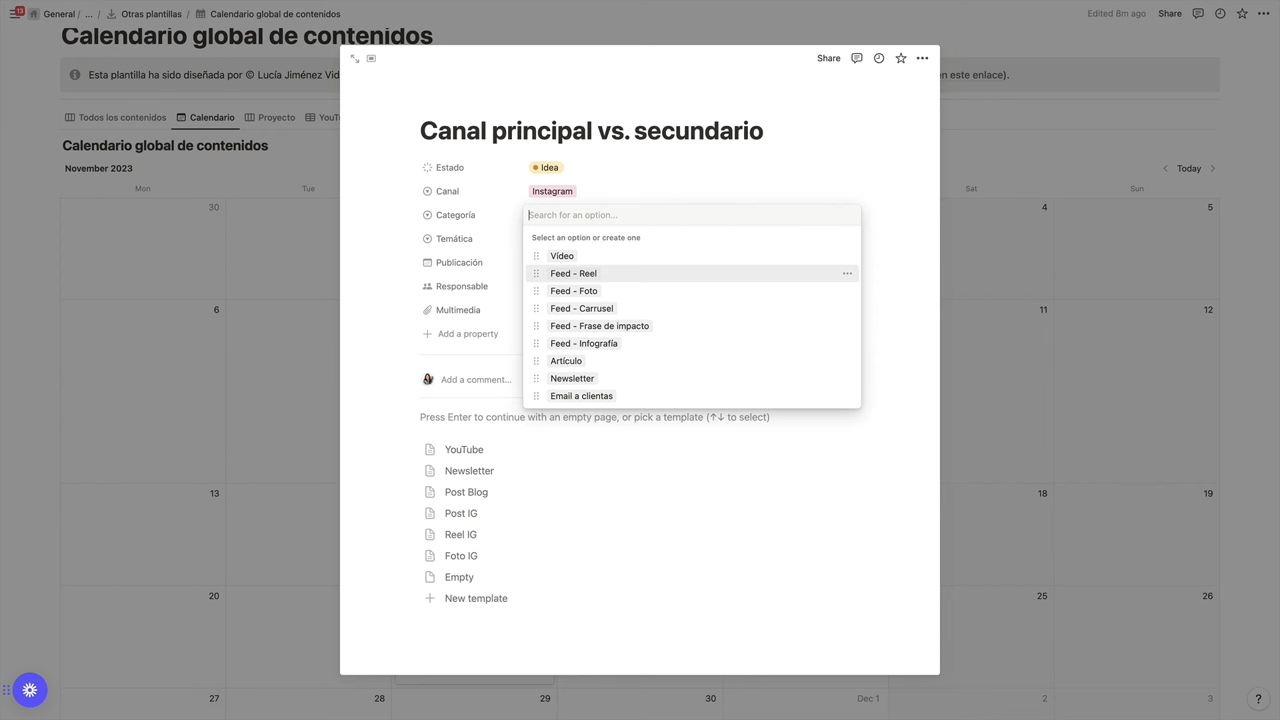 13
General / ... / Otras plantillas / Calendario global de contenidos
Edited 8m ago Share
Calendario global de contenidos
Esta plantilla ha sido diseñada por © Lucía Jiménez Vid
en este enlace).
Share
Todos los contenidos Calendario Proyecto YouTu
Calendario global de contenidos
November 2023
Today
Mon Tue Sat Sun
30 4 5
6 11 12
13 18 19
20 25 26
27 28 29 30 Dec 1 2 3
Canal principal vs. secundario
Estado Idea
Canal Instagram
Categoría Search for an option...
Select an option or create one
Temática
Vídeo
Publicación
Feed - Reel
Responsable
Feed - Foto
Multimedia
Feed - Carrusel
Add a property
Feed - Frase de impacto
Feed - Infografía
Artículo
Add a comment...
Newsletter
Email a clientas
Press Enter to continue with an empty page, or pick a template (↑↓ to select)
YouTube
Newsletter
Post Blog
Post IG
Reel IG
Foto IG
Empty
New template
?